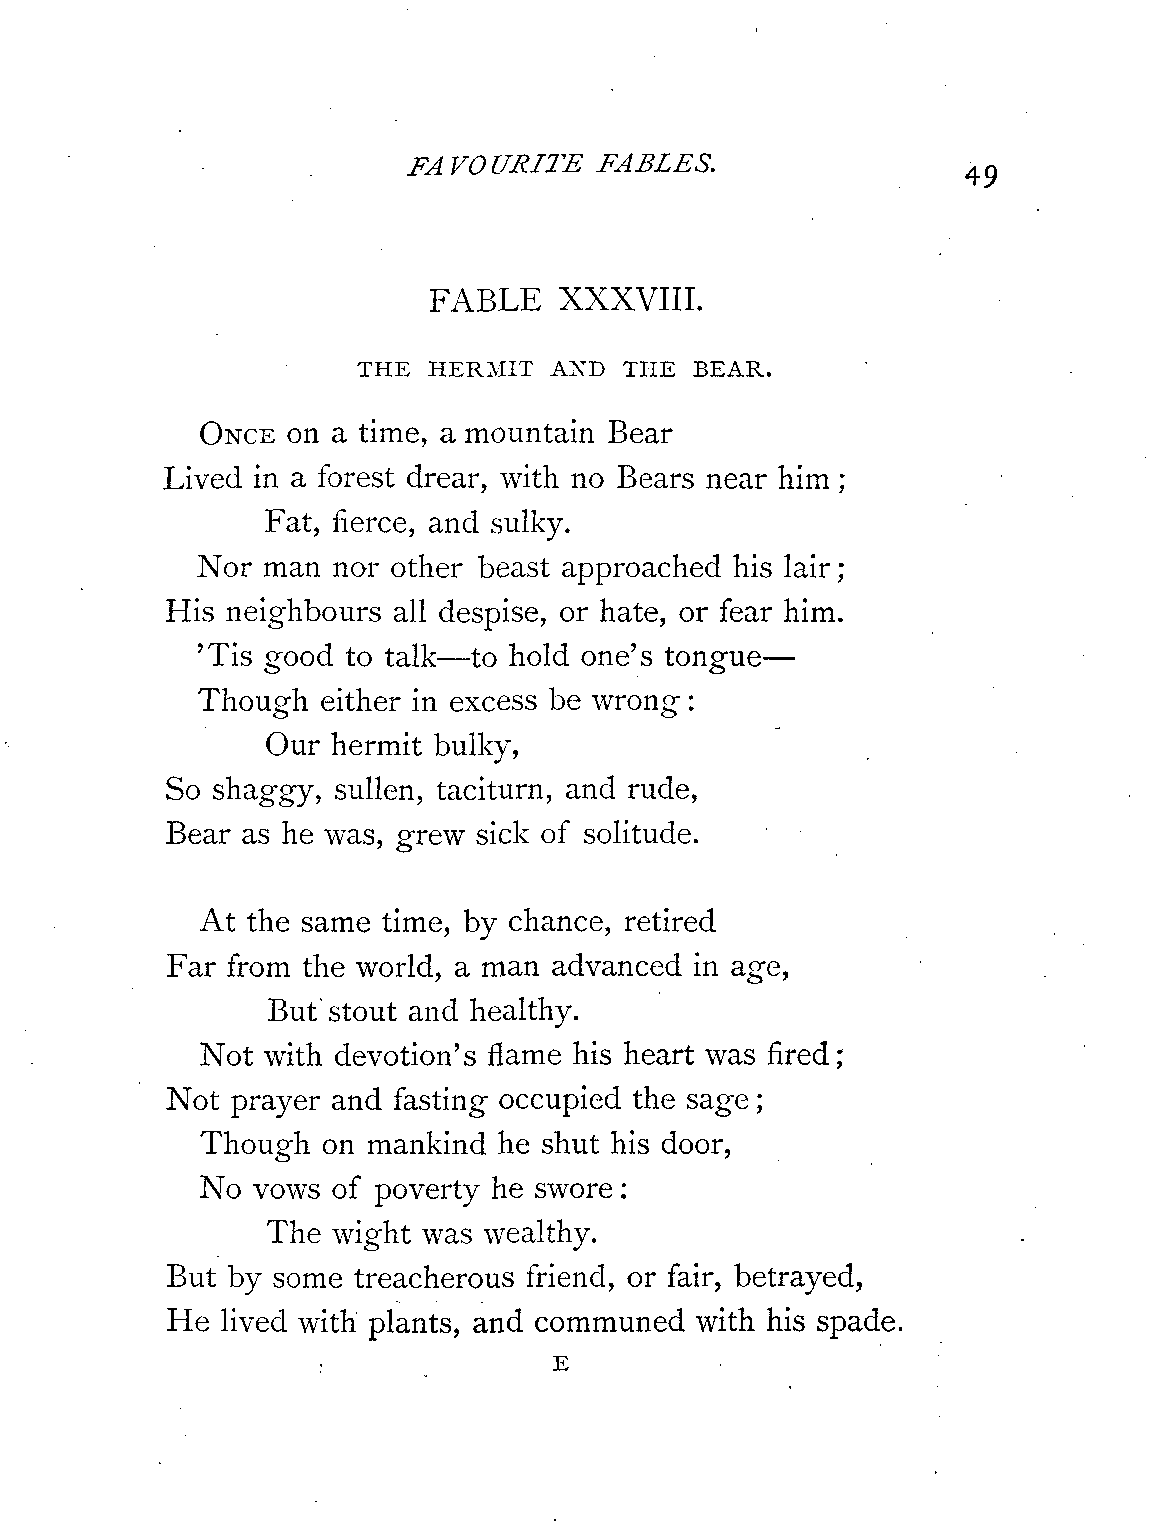 FAVOURITE FABLES.
49
FABLE XXXVIII.
THE HERMIT AND THE BEAR.
ONCE on a time, a mountain Bear
Lived in a forest drear, with no Bears near him;
Fat, fierce, and sulky.
Nor man nor other beast approached his lair;
His neighbours all despise, or hate, or fear him.
'Tis good to talk—to hold one's tongue—
Though either in excess be wrong:
Our hermit bulky,
So shaggy, sullen, taciturn, and rude,
Bear as he was, grew sick of solitude.
At the same time, by chance, retired
Far from the world, a man advanced in age,
But stout and healthy.
Not with devotion's flame his heart was fired;
Not prayer and fasting occupied the sage;
Though on mankind he shut his door,
No vows of poverty he swore:
The wight was wealthy.
But by some treacherous friend, or fair, betrayed,
He lived with plants, and communed with his spade.
E